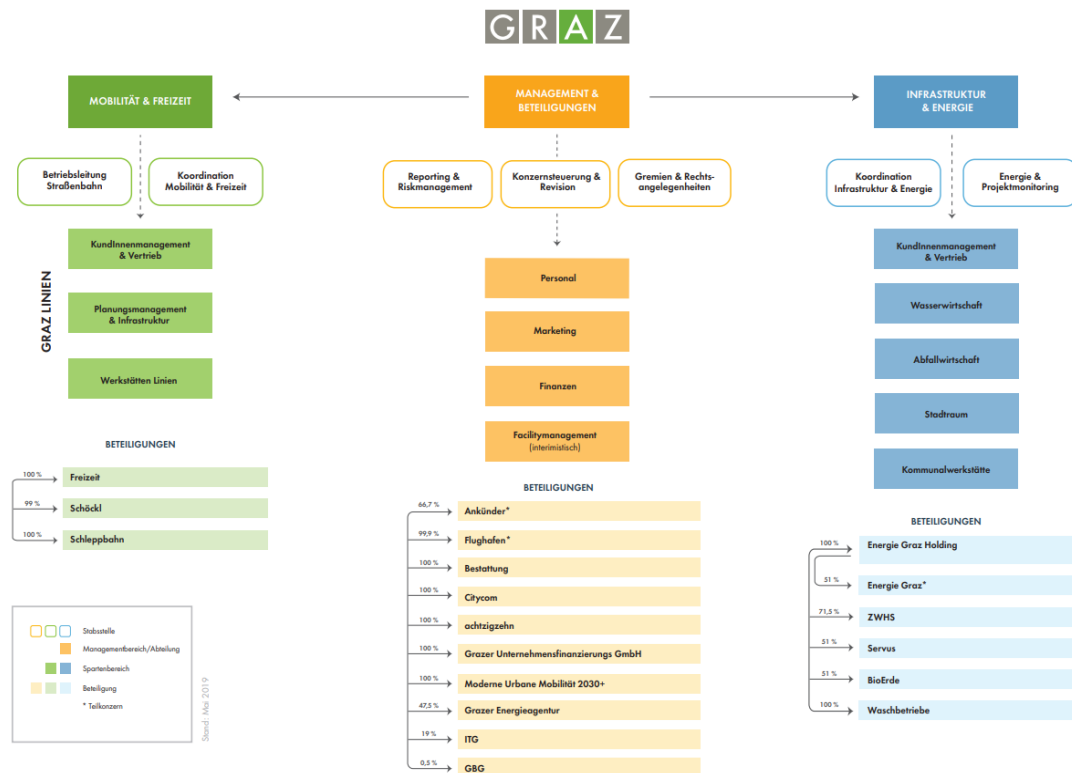 GRAZ
MOBILITÄT & FREIZEIT
MANAGEMENT &
BETEILIGUNGEN
INFRASTRUKTUR
& ENERGIE
Betriebsleitung
Straßenbahn
Koordination
Mobilität & Freizeit
Reporting &
Riskmanagement
Konzernsteuerung &
Revision
Gremien & Rechts-
angelegenheiten
Koordination
Infrastruktur & Energie
Energie &
Projektmonitoring
GRAZ LINIEN
KundInnenmanagement
& Vertrieb
Planungsmanagement
& Infrastruktur
Werkstätten Linien
Personal
Marketing
Finanzen
Facilitymanagement
(interimistisch)
KundInnenmanagement
& Vertrieb
Wasserwirtschaft
Abfallwirtschaft
Stadtraum
Kommunalwerkstätte
BETEILIGUNGEN
100 % Freizeit
99 % Schöckl
100 % Schleppbahn
BETEILIGUNGEN
66,7 % Ankünder*
99,9 % Flughafen*
100 % Bestattung
100 % Citycom
100 % achtzigzehn
100 % Grazer Unternehmensfinanzierungs GmbH
100 % Moderne Urbane Mobilität 2030+
47,5 % Grazer Energieagentur
19 % ITG
0,5 % GBG
BETEILIGUNGEN
100 % Energie Graz Holding
51 % Energie Graz*
71,5 % ZWHS
51 % Servus
51 % BioErde
100 % Waschbetriebe
Stabsstelle
Managementbereich/Abteilung
Spartenbereich
Beteiligung
* Teilkonzern
Stand: Mai 2019